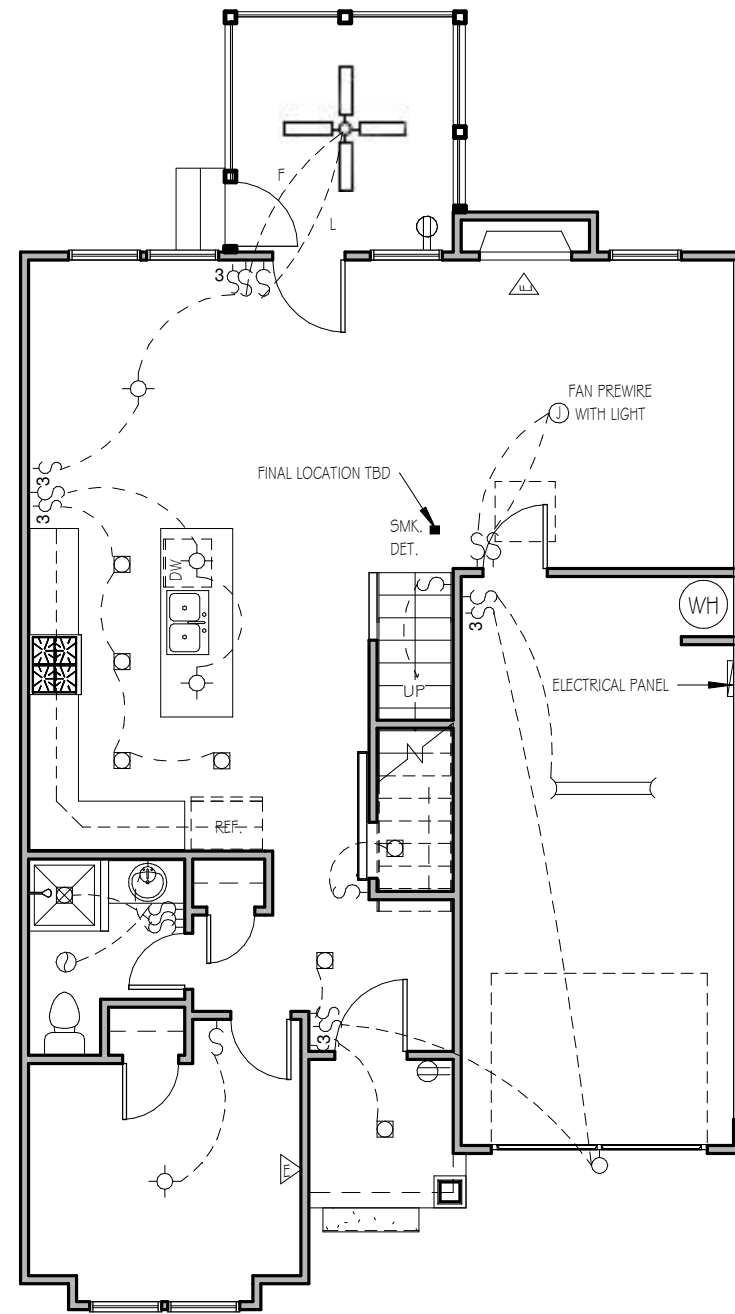 F
L
3
FAN PREWIRE
J WITH LIGHT
3
FINAL LOCATION TBD
3
SMK.
DET.
DW
WH
3
UP
ELECTRICAL PANEL
REF.
3